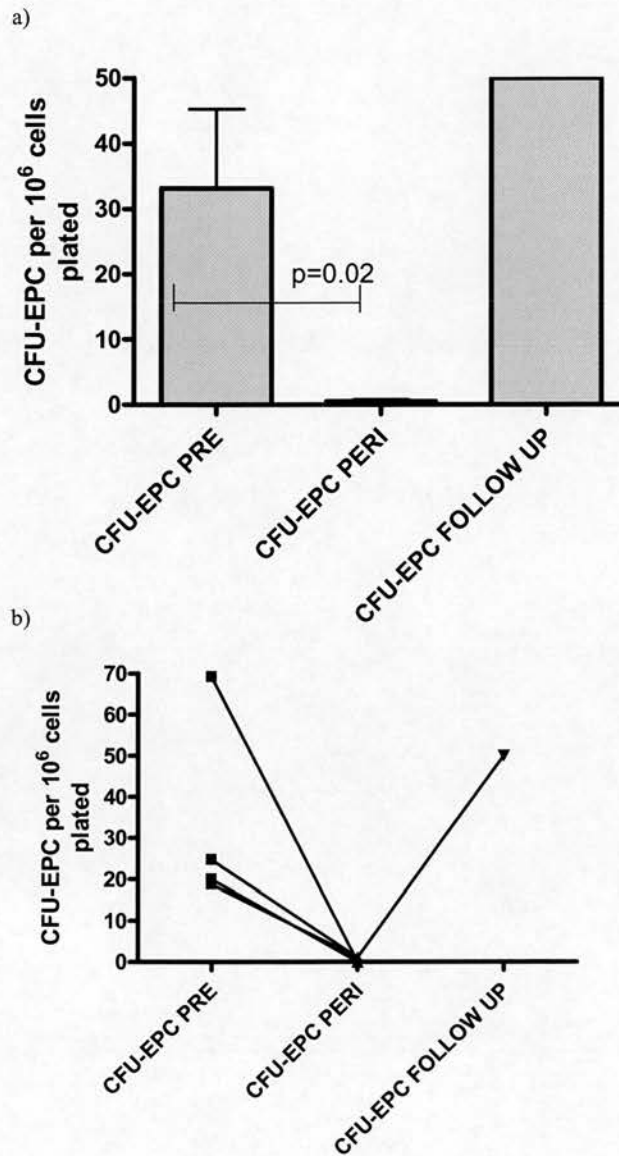 a)
CFU-EPC per 10⁶ cells
plated
50
40
30
20
10
0
p=0.02
CFU-EPC PRE
CFU-EPC PERI
CFU-EPC FOLLOW UP
b)
CFU-EPC per 10⁶ cells
plated
70
60
50
40
30
20
10
0
CFU-EPC PRE
CFU-EPC PERI
CFU-EPC FOLLOW UP